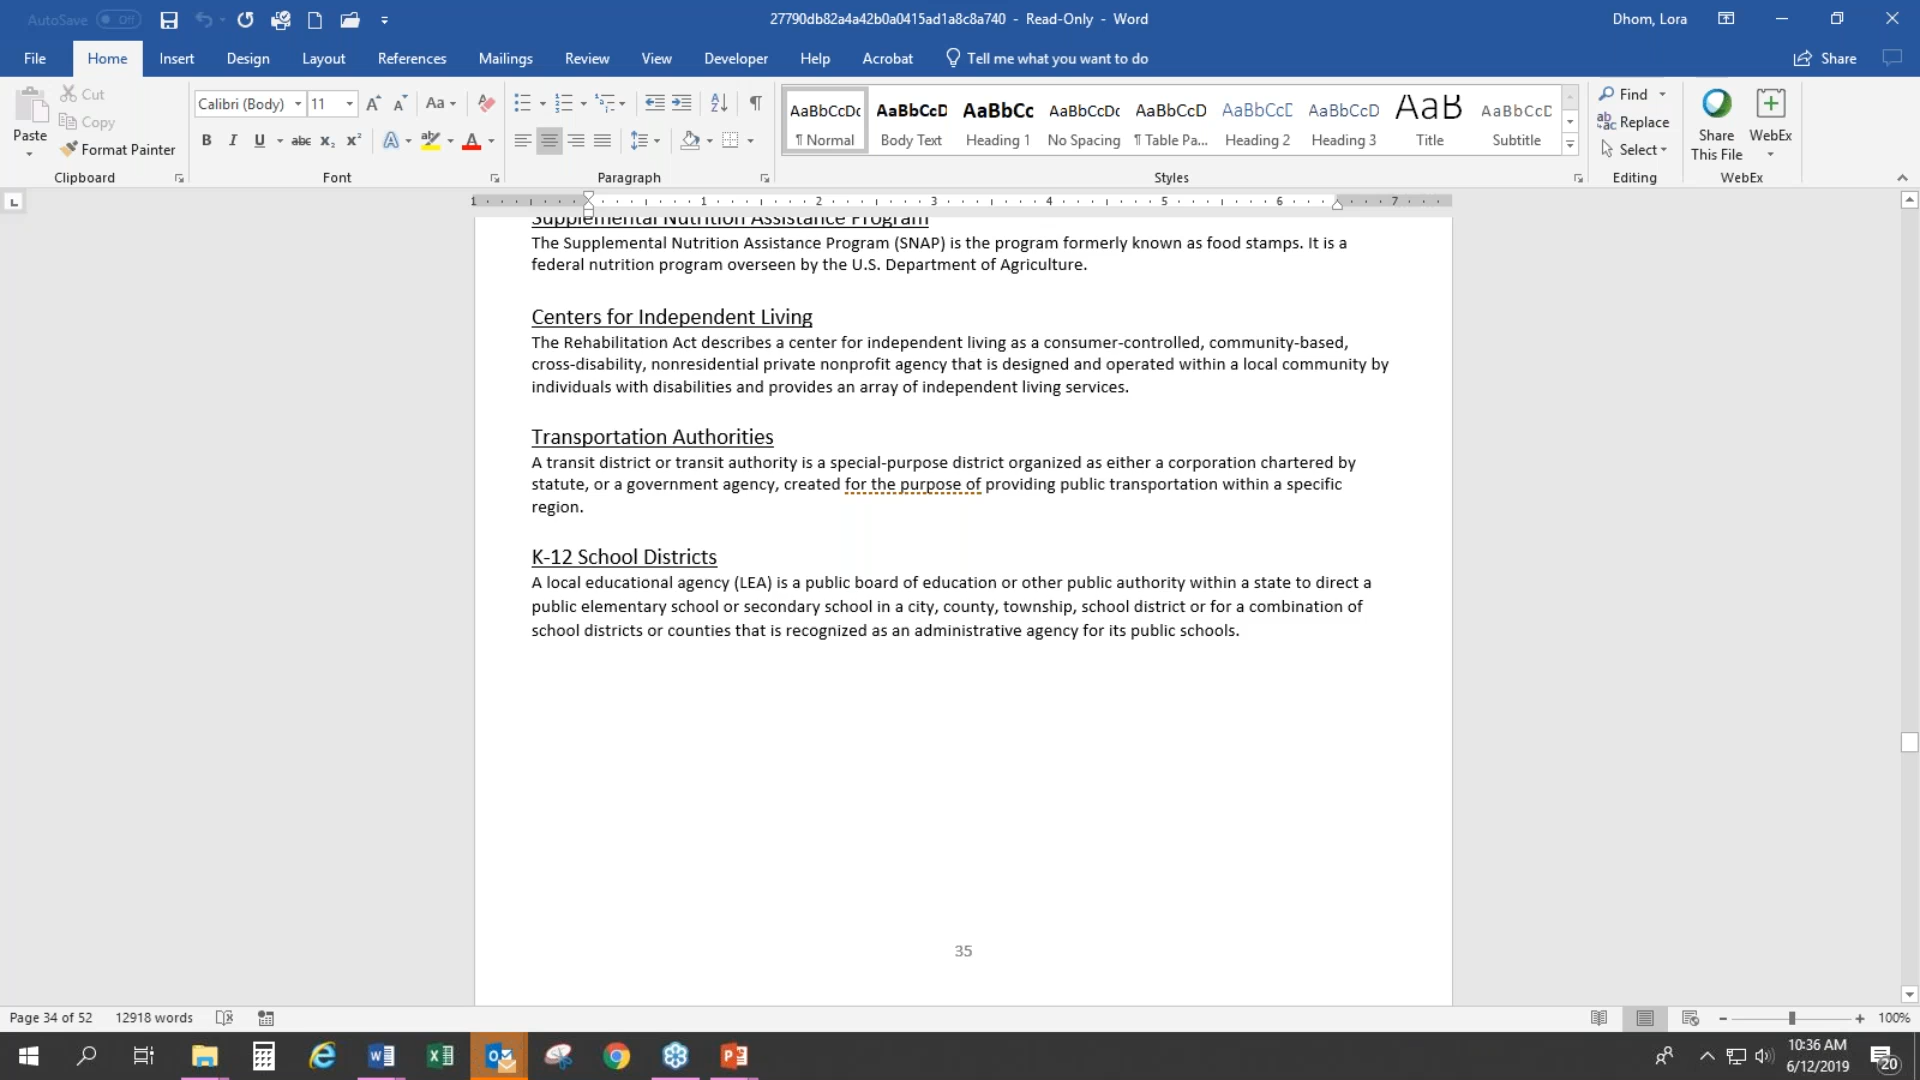 AutoSave Off
27790db82a4a42b0a0415ad1a8c8a740 - Read-Only - Word
Dhom, Lora
File Home Insert Design Layout References Mailings Review View Developer Help Acrobat Tell me what you want to do
Share
Paste
Cut
Copy
Format Painter
Clipboard
Calibri (Body) 11
Font
Paragraph
AaBbCcDc AaBbCcD AaBbCc AaBbCcDc AaBbCcD AaBbCcD AaBbCcD AaB AaBbCcD
¶ Normal Body Text Heading 1 No Spacing ¶ Table Pa... Heading 2 Heading 3 Title Subtitle
Styles
Find
Replace
Select
Editing
Share
This File
WebEx
WebEx
1 1 2 3 4 5 6 7
Supplemental Nutrition Assistance Program
The Supplemental Nutrition Assistance Program (SNAP) is the program formerly known as food stamps. It is a
federal nutrition program overseen by the U.S. Department of Agriculture.
Centers for Independent Living
The Rehabilitation Act describes a center for independent living as a consumer-controlled, community-based,
cross-disability, nonresidential private nonprofit agency that is designed and operated within a local community by
individuals with disabilities and provides an array of independent living services.
Transportation Authorities
A transit district or transit authority is a special-purpose district organized as either a corporation chartered by
statute, or a government agency, created for the purpose of providing public transportation within a specific
region.
K-12 School Districts
A local educational agency (LEA) is a public board of education or other public authority within a state to direct a
public elementary school or secondary school in a city, county, township, school district or for a combination of
school districts or counties that is recognized as an administrative agency for its public schools.
35
Page 34 of 52 12918 words
100%
10:36 AM
6/12/2019
20